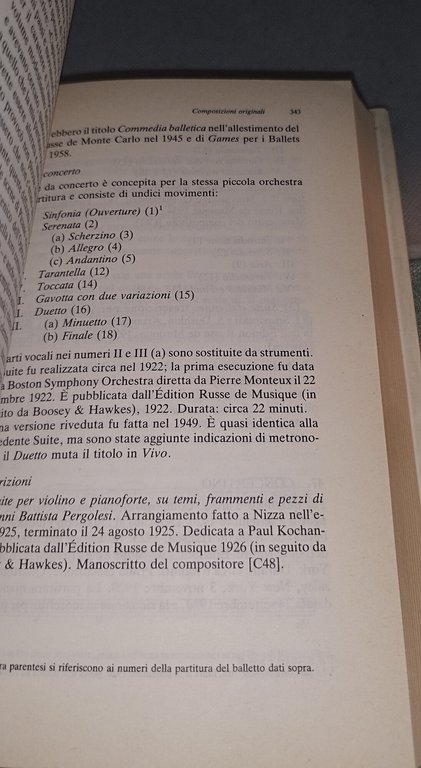 Composizioni originali 343
ebbero il titolo Commedia balletica nell'allestimento del
de Monte Carlo nel 1945 e di Games per i Ballets
1958.
concerto
da concerto è concepita per la stessa piccola orchestra
e consiste di undici movimenti:
Sinfonia (Ouverture) (1)¹
Serenata (2)
(a) Scherzino (3)
(b) Allegro (4)
(c) Andantino (5)
Tarantella (12)
Toccata (14)
I. Gavotta con due variazioni (15)
I. Duetto (16)
II. (a) Minuetto (17)
(b) Finale (18)
arti vocali nei numeri II e III (a) sono sostituite da strumenti.
uite fu realizzata circa nel 1922; la prima esecuzione fu data
a Boston Symphony Orchestra diretta da Pierre Monteux il 22
mbre 1922. È pubblicata dall'Édition Russe de Musique (in
ito da Boosey & Hawkes), 1922. Durata: circa 22 minuti.
na versione riveduta fu fatta nel 1949. È quasi identica alla
edente Suite, ma sono state aggiunte indicazioni di metrono-
il Duetto muta il titolo in Vivo.
rizioni
ite per violino e pianoforte, su temi, frammenti e pezzi di
nni Battista Pergolesi. Arrangiamento fatto a Nizza nell'e-
925, terminato il 24 agosto 1925. Dedicata a Paul Kochan-
bblicata dall'Édition Russe de Musique 1926 (in seguito da
& Hawkes). Manoscritto del compositore [C48].
ra parentesi si riferiscono ai numeri della partitura del balletto dati sopra.